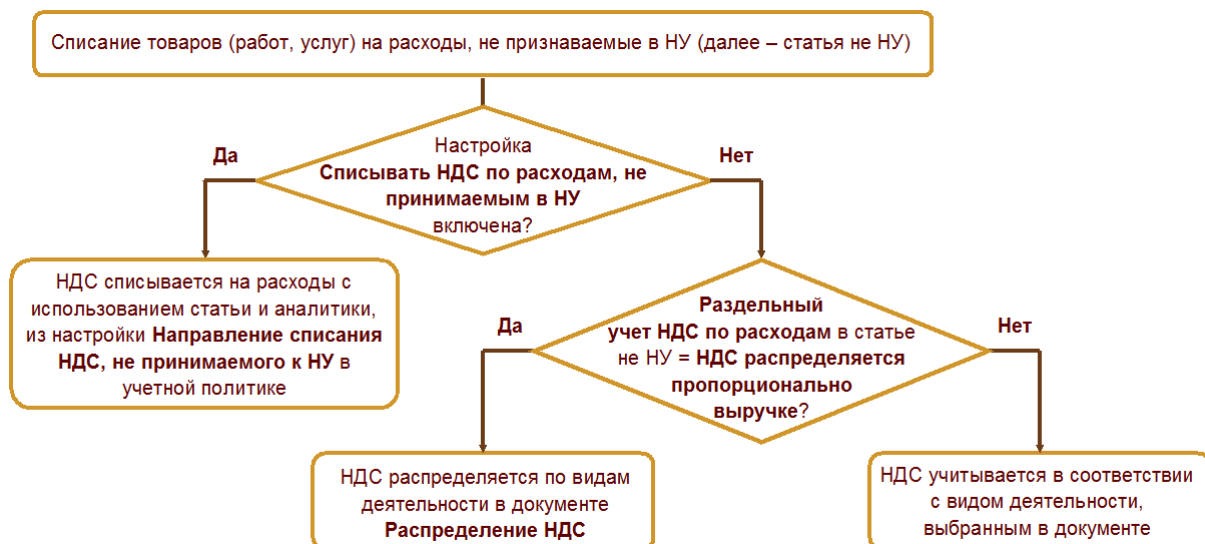 Списание товаров (работ, услуг) на расходы, не признаваемые в НУ (далее – статья не НУ)
Настройка
Списывать НДС по расходам, не
принимаемым в НУ
включена?
Да
Нет
НДС списывается на расходы с
использованием статьи и аналитики,
из настройки Направление списания
НДС, не принимаемого к НУ в
учетной политике
Раздельный
учет НДС по расходам в статье
не НУ = НДС распределяется
пропорционально
выручке?
Да
Нет
НДС распределяется по видам
деятельности в документе
Распределение НДС
НДС учитывается в соответствии
с видом деятельности,
выбранным в документе